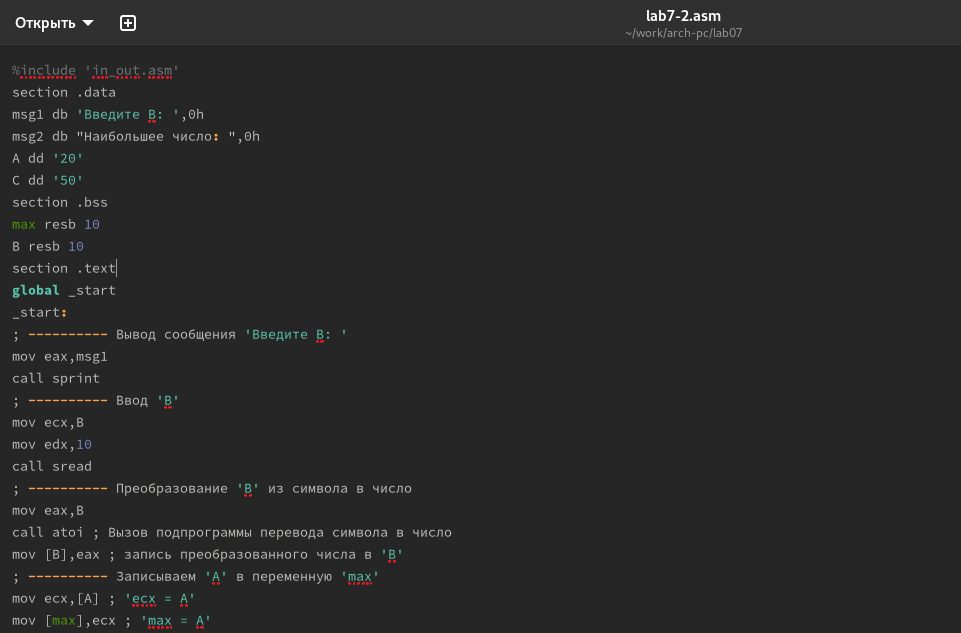 Открыть
lab7-2.asm
~/work/arch-pc/lab07
%include 'in_out.asm'
section .data
msg1 db 'Введите B: ',0h
msg2 db "Наибольшее число: ",0h
A dd '20'
C dd '50'
section .bss
max resb 10
B resb 10
section .text
global _start
_start:
; ---------- Вывод сообщения 'Введите B: '
mov eax,msg1
call sprint
; ---------- Ввод 'B'
mov ecx,B
mov edx,10
call sread
; ---------- Преобразование 'B' из символа в число
mov eax,B
call atoi ; Вызов подпрограммы перевода символа в число
mov [B],eax ; запись преобразованного числа в 'B'
; ---------- Записываем 'A' в переменную 'max'
mov ecx,[A] ; 'ecx = A'
mov [max],ecx ; 'max = A'